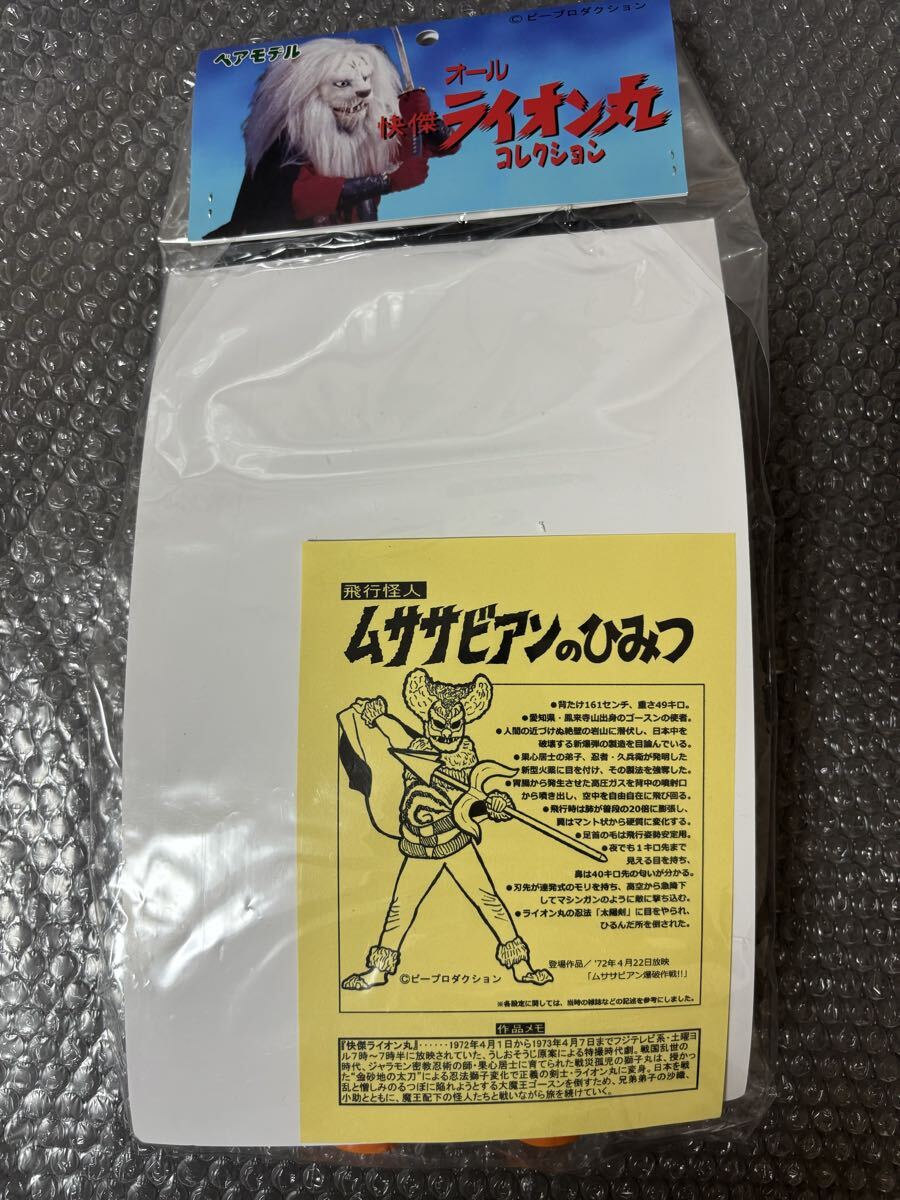 ©ピープロダクション
ベアモデル
オール
快傑 ライオン丸
コレクション
飛行怪人
ムササビアンのひみつ
●背たけ161センチ、重さ49キロ。
●愛知県・鳳来寺山出身のゴースンの使者。
●人間の近づけぬ絶壁の岩山に潜伏し、日本中を
破壊する新爆弾の製造を目論んでいる。
●果心居士の弟子、忍者・久兵衛が発明した
新型火薬に目を付け、その製法を強奪した。
●胃腸から発生させた高圧ガスを背中の噴射口
から噴き出し、空中を自由自在に飛び回る。
●飛行時は肺が普段の20倍に膨張し、
翼はマント状から硬質に変化する。
●足首の毛は飛行姿勢安定用。
●夜でも1キロ先まで
見える目を持ち、
鼻は40キロ先の匂いが分かる。
●刃先が連発式のモリを持ち、高空から急降下
してマシンガンのように敵に撃ち込む。
●ライオン丸の忍法「太陽剣」に目をやられ、
ひるんだ所を倒された。
登場作品／'72年4月22日放映
「ムササビアン爆破作戦!!」
©ピープロダクション
※各設定に関しては、当時の雑誌などの記述を参考にしました。
作品メモ
『快傑ライオン丸』‥‥‥1972年4月1日から1973年4月7日までフジテレビ系・土曜ヨ
ル7時～7時半に放映されていた、うしおそうじ原案による特撮時代劇。戦国乱世の
時代、ジャラモン密教忍術の師・果心居士に育てられた戦災孤児の獅子丸は、授かっ
た"金砂地の太刀"による忍法獅子変化で正義の剣士・ライオン丸に変身。日本を戦
乱と憎しみのるつぼに陥れようとする大魔王ゴースンを倒すため、兄弟弟子の沙織、
小助とともに、魔王配下の怪人たちと戦いながら旅を続けていく。